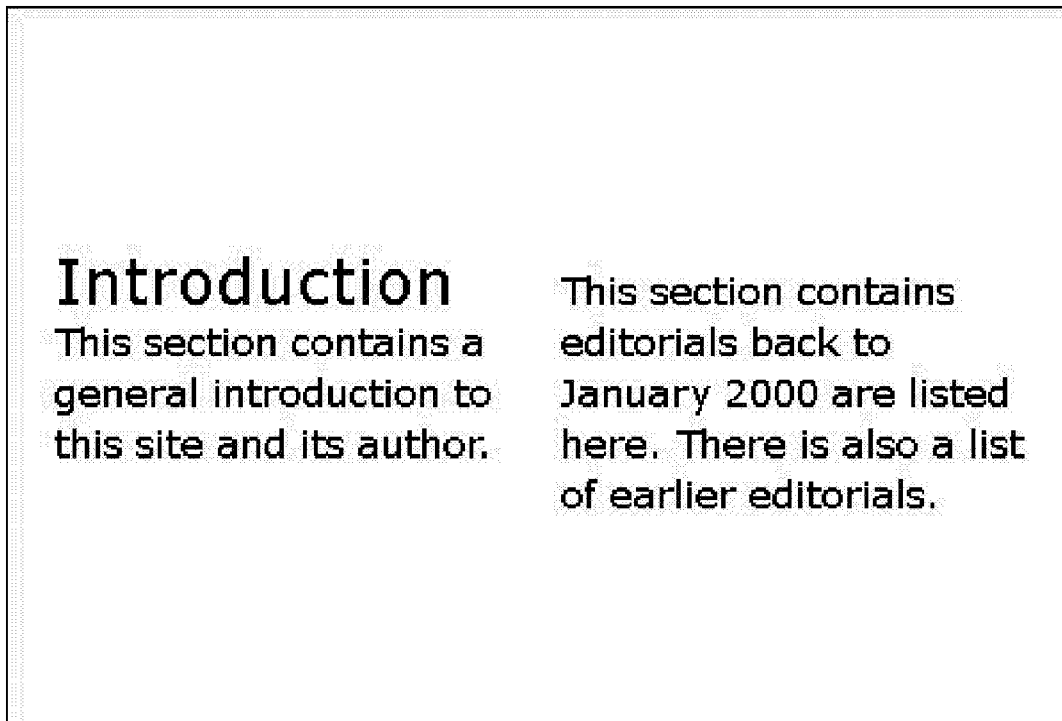 Introduction
This section contains a
general introduction to
this site and its author.
This section contains
editorials back to
January 2000 are listed
here. There is also a list
of earlier editorials.